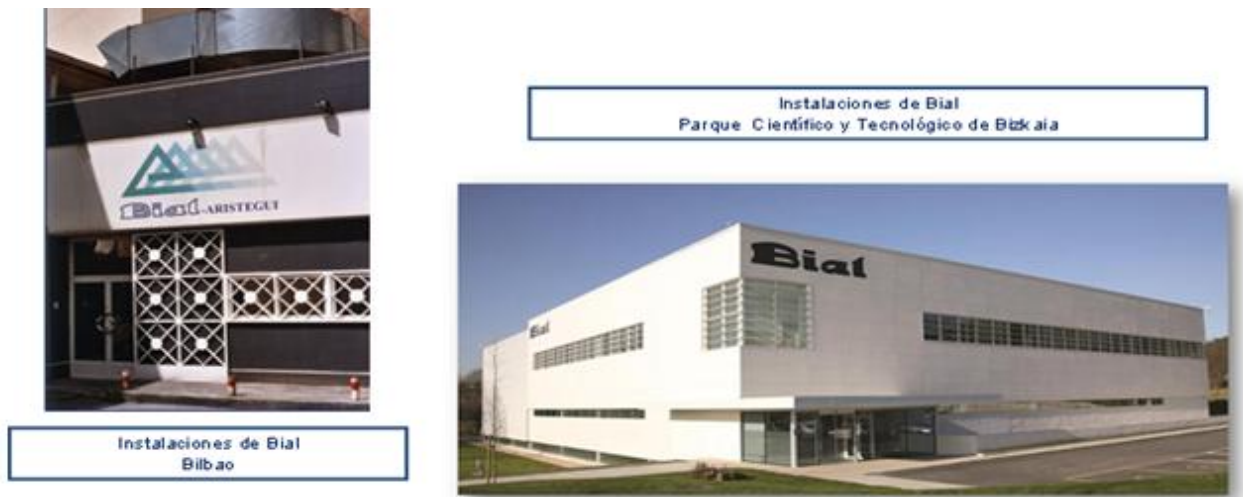 Bial-ARISTEGUI
Instalaciones de Bial
Bilbao
Instalaciones de Bial
Parque Científico y Tecnológico de Bizkaia
Bial
Bial